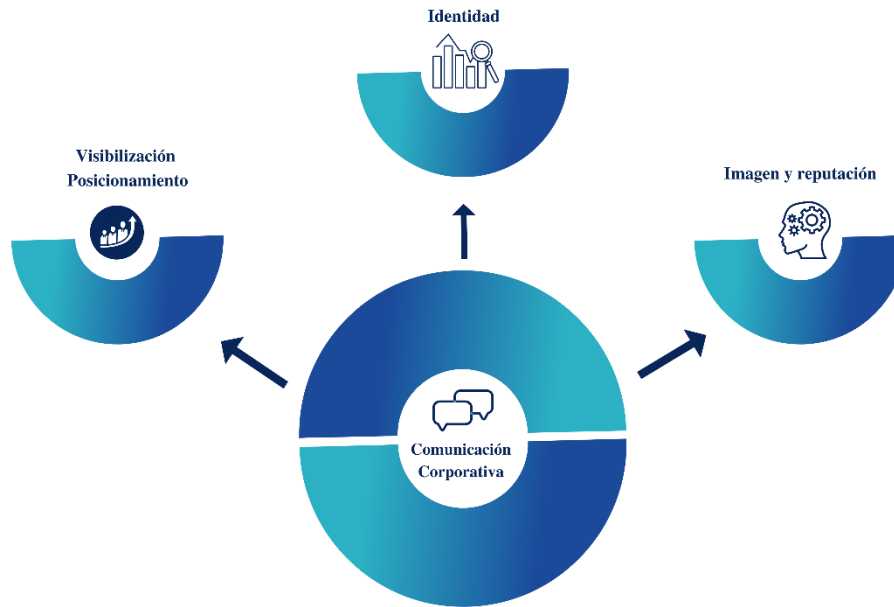 Identidad
Visibilización
Posicionamiento
Imagen y reputación
Comunicación
Corporativa